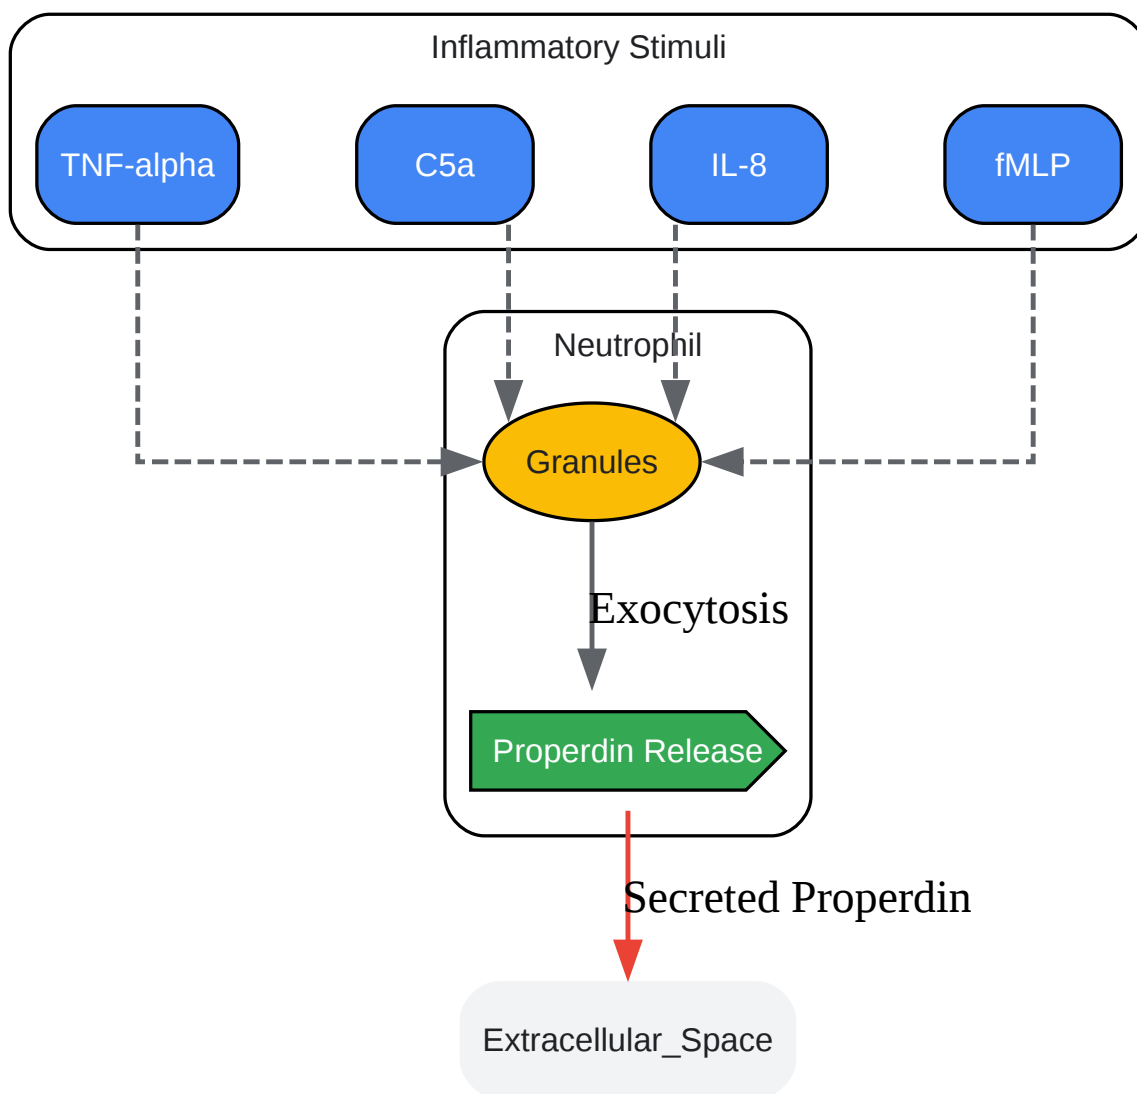 Inflammatory Stimuli
TNF-alpha
C5a
IL-8
fMLP
Neutrophil
Granules
Exocytosis
Properdin Release
Secreted Properdin
Extracellular_Space